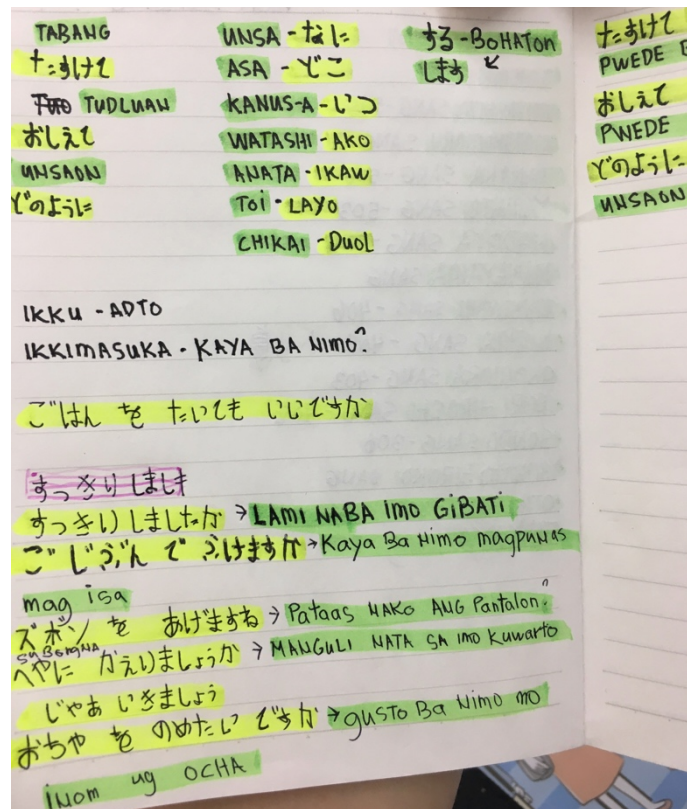 TABANG
たすけて
TUDLUAN
おしえて
UNSAON
どのように
UNSA - なに
ASA - どこ
KANUS-A - いつ
WATASHI - AKO
ANATA - IKAW
TOI - LAYO
CHIKAI - DuoL
する - BOHATON
します
IKKU - ADTO
IKKIMASUKA - KAYA BA NIMO?
ごはん を たいても いいですか
すっきりしまし
すっきりしましたか → LAMI NABA IMO GIBATI
ごじぶん で ふけますか → Kaya Ba Nimo magpunas
mag isa
ズボン を あげますね → Pataas NAKO ANG Pantalon?
へやに かえりましょうか → MANGULI NATA SA IMO Kuwarto
じゃあ いきましょう
おちゃ を のめたい ですか → gusto Ba Nimo mo
inom ug OCHA
たすけて
PWEDE
おしえて
PWEDE
どのように
UNSAON